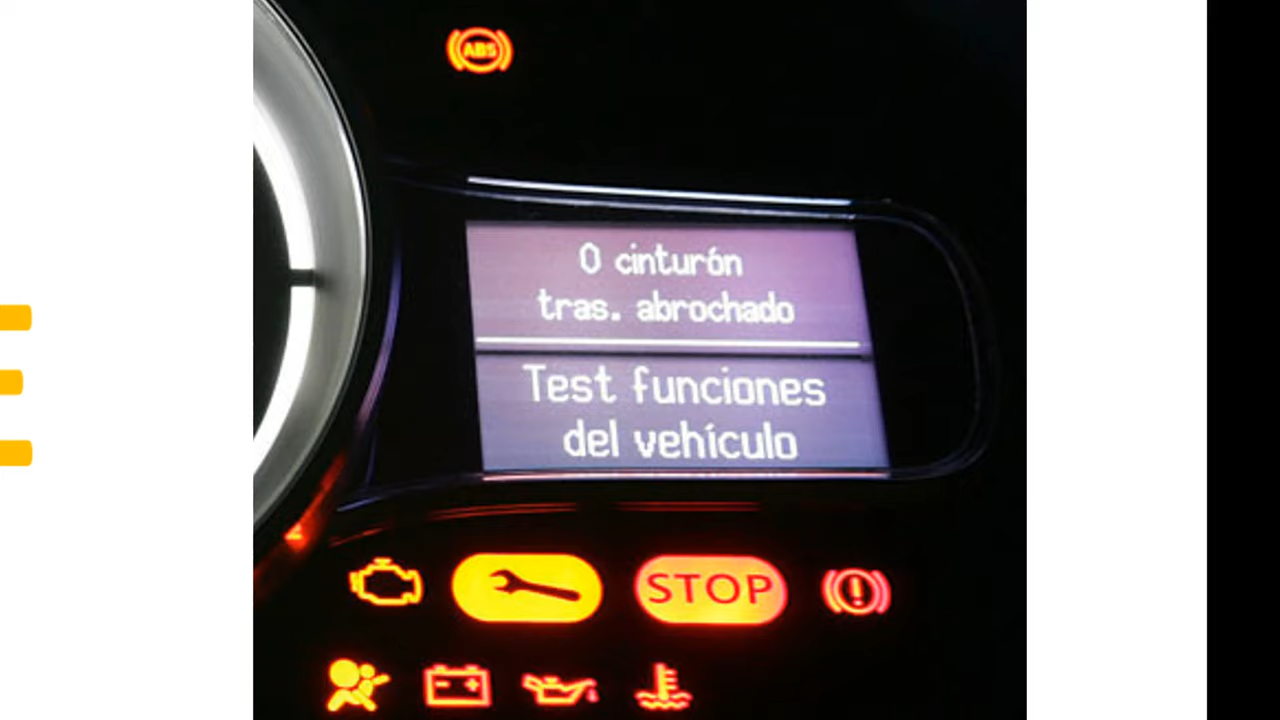 ABS
0 cinturón
tras. abrochado
Test funciones
del vehículo
STOP